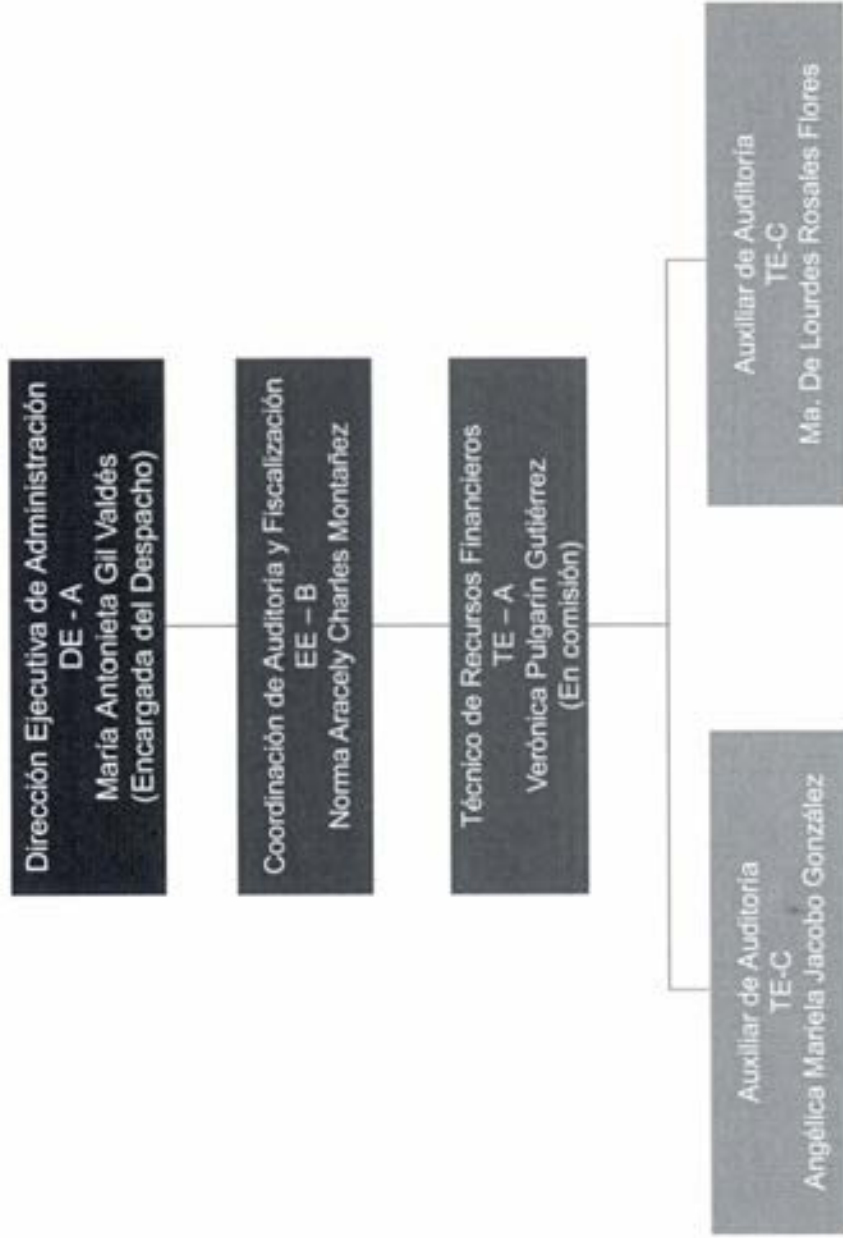 Dirección Ejecutiva de Administración
DE - A
María Antonieta Gil Valdés
(Encargada del Despacho)
Coordinación de Auditoría y Fiscalización
EE – B
Norma Aracely Charles Montañez
Técnico de Recursos Financieros
TE – A
Verónica Pulgarín Gutiérrez
(En comisión)
Auxiliar de Auditoría
TE-C
Angélica Mariela Jacobo González
Auxiliar de Auditoría
TE-C
Ma. De Lourdes Rosales Flores